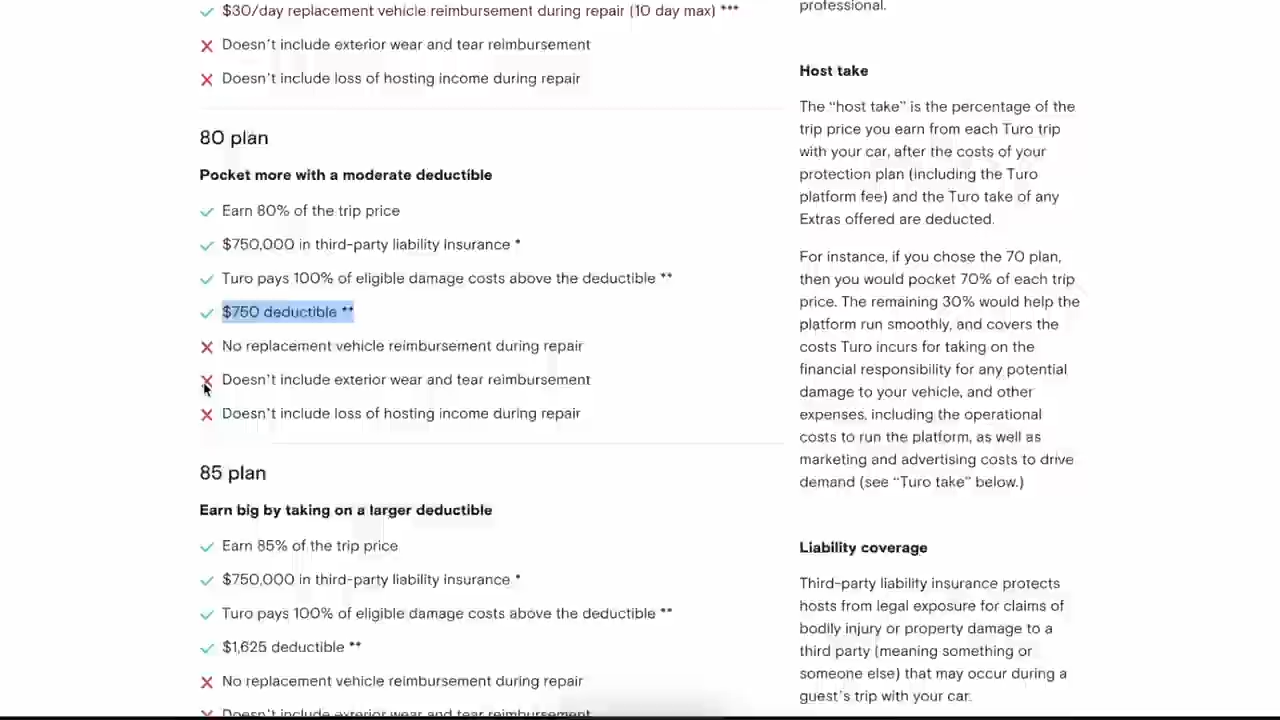 $30/day replacement vehicle reimbursement during repair (10 day max) ***
Doesn't include exterior wear and tear reimbursement
Doesn't include loss of hosting income during repair
80 plan
Pocket more with a moderate deductible
Earn 80% of the trip price
$750,000 in third-party liability insurance *
Turo pays 100% of eligible damage costs above the deductible **
$750 deductible **
No replacement vehicle reimbursement during repair
Doesn't include exterior wear and tear reimbursement
Doesn't include loss of hosting income during repair
85 plan
Earn big by taking on a larger deductible
Earn 85% of the trip price
$750,000 in third-party liability insurance *
Turo pays 100% of eligible damage costs above the deductible **
$1,625 deductible **
No replacement vehicle reimbursement during repair
Doesn't include exterior wear and tear reimbursement
professional.
Host take
The “host take” is the percentage of the
trip price you earn from each Turo trip
with your car, after the costs of your
protection plan (including the Turo
platform fee) and the Turo take of any
Extras offered are deducted.
For instance, if you chose the 70 plan,
then you would pocket 70% of each trip
price. The remaining 30% would help the
platform run smoothly, and covers the
costs Turo incurs for taking on the
financial responsibility for any potential
damage to your vehicle, and other
expenses, including the operational
costs to run the platform, as well as
marketing and advertising costs to drive
demand (see “Turo take” below.)
Liability coverage
Third-party liability insurance protects
hosts from legal exposure for claims of
bodily injury or property damage to a
third party (meaning something or
someone else) that may occur during a
guest's trip with your car.